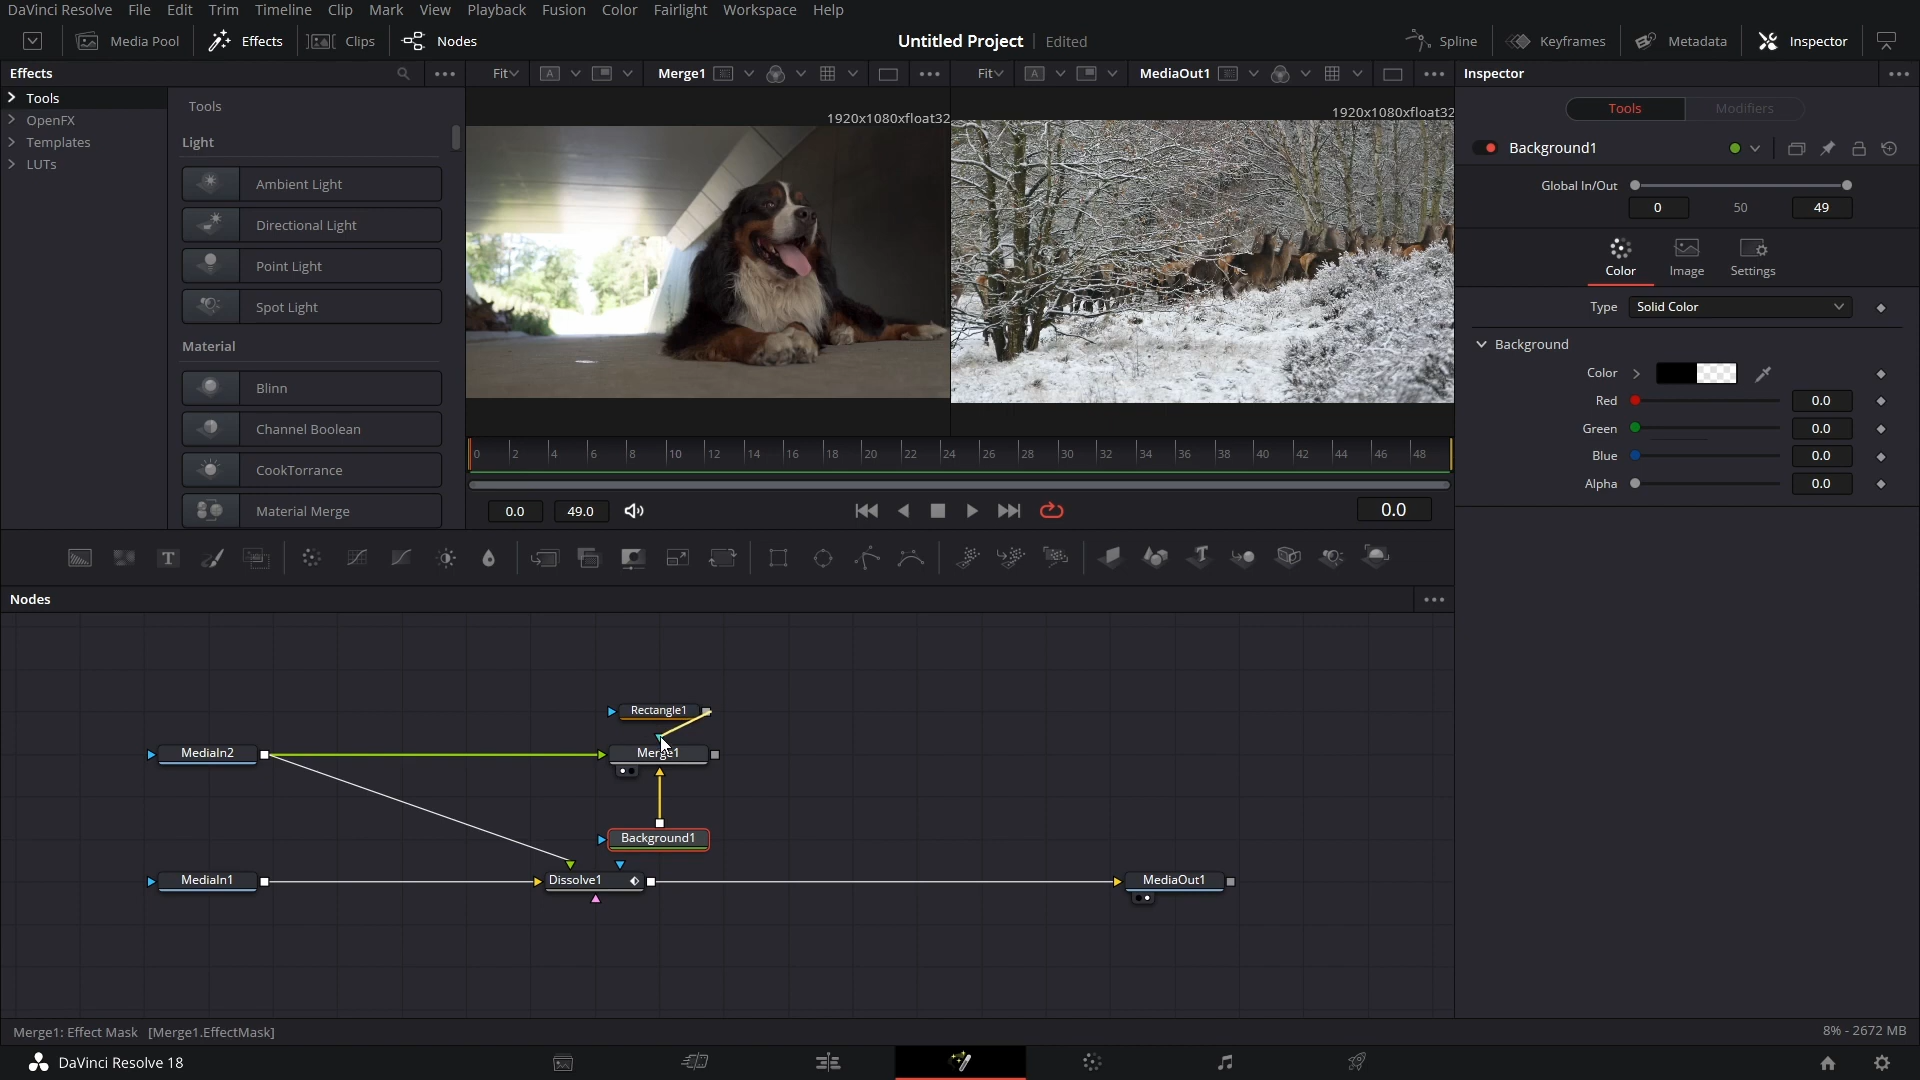 DaVinci Resolve File Edit Trim Timeline Clip Mark View Playback Fusion Color Fairlight Workspace Help
Media Pool Effects Clips Nodes Untitled Project Edited Spline Keyframes Metadata Inspector
Effects Fit A Merge1 Fit A MediaOut1 Inspector
Tools
OpenFX
Templates
LUTs
Tools
Light
Ambient Light
Directional Light
Point Light
Spot Light
Material
Blinn
Channel Boolean
CookTorrance
Material Merge
1920x1080xfloat32
1920x1080xfloat32
0 2 4 6 8 10 12 14 16 18 20 22 24 26 28 30 32 34 36 38 40 42 44 46 48
0.0 49.0 0.0
Tools Modifiers
Background1
Global In/Out
0 50 49
Color Image Settings
Type Solid Color
Background
Color
Red 0.0
Green 0.0
Blue 0.0
Alpha 0.0
T T
Nodes
Rectangle1
MediaIn2 Merge1
Background1
MediaIn1 Dissolve1 MediaOut1
Merge1: Effect Mask [Merge1.EffectMask] 8% - 2672 MB
DaVinci Resolve 18